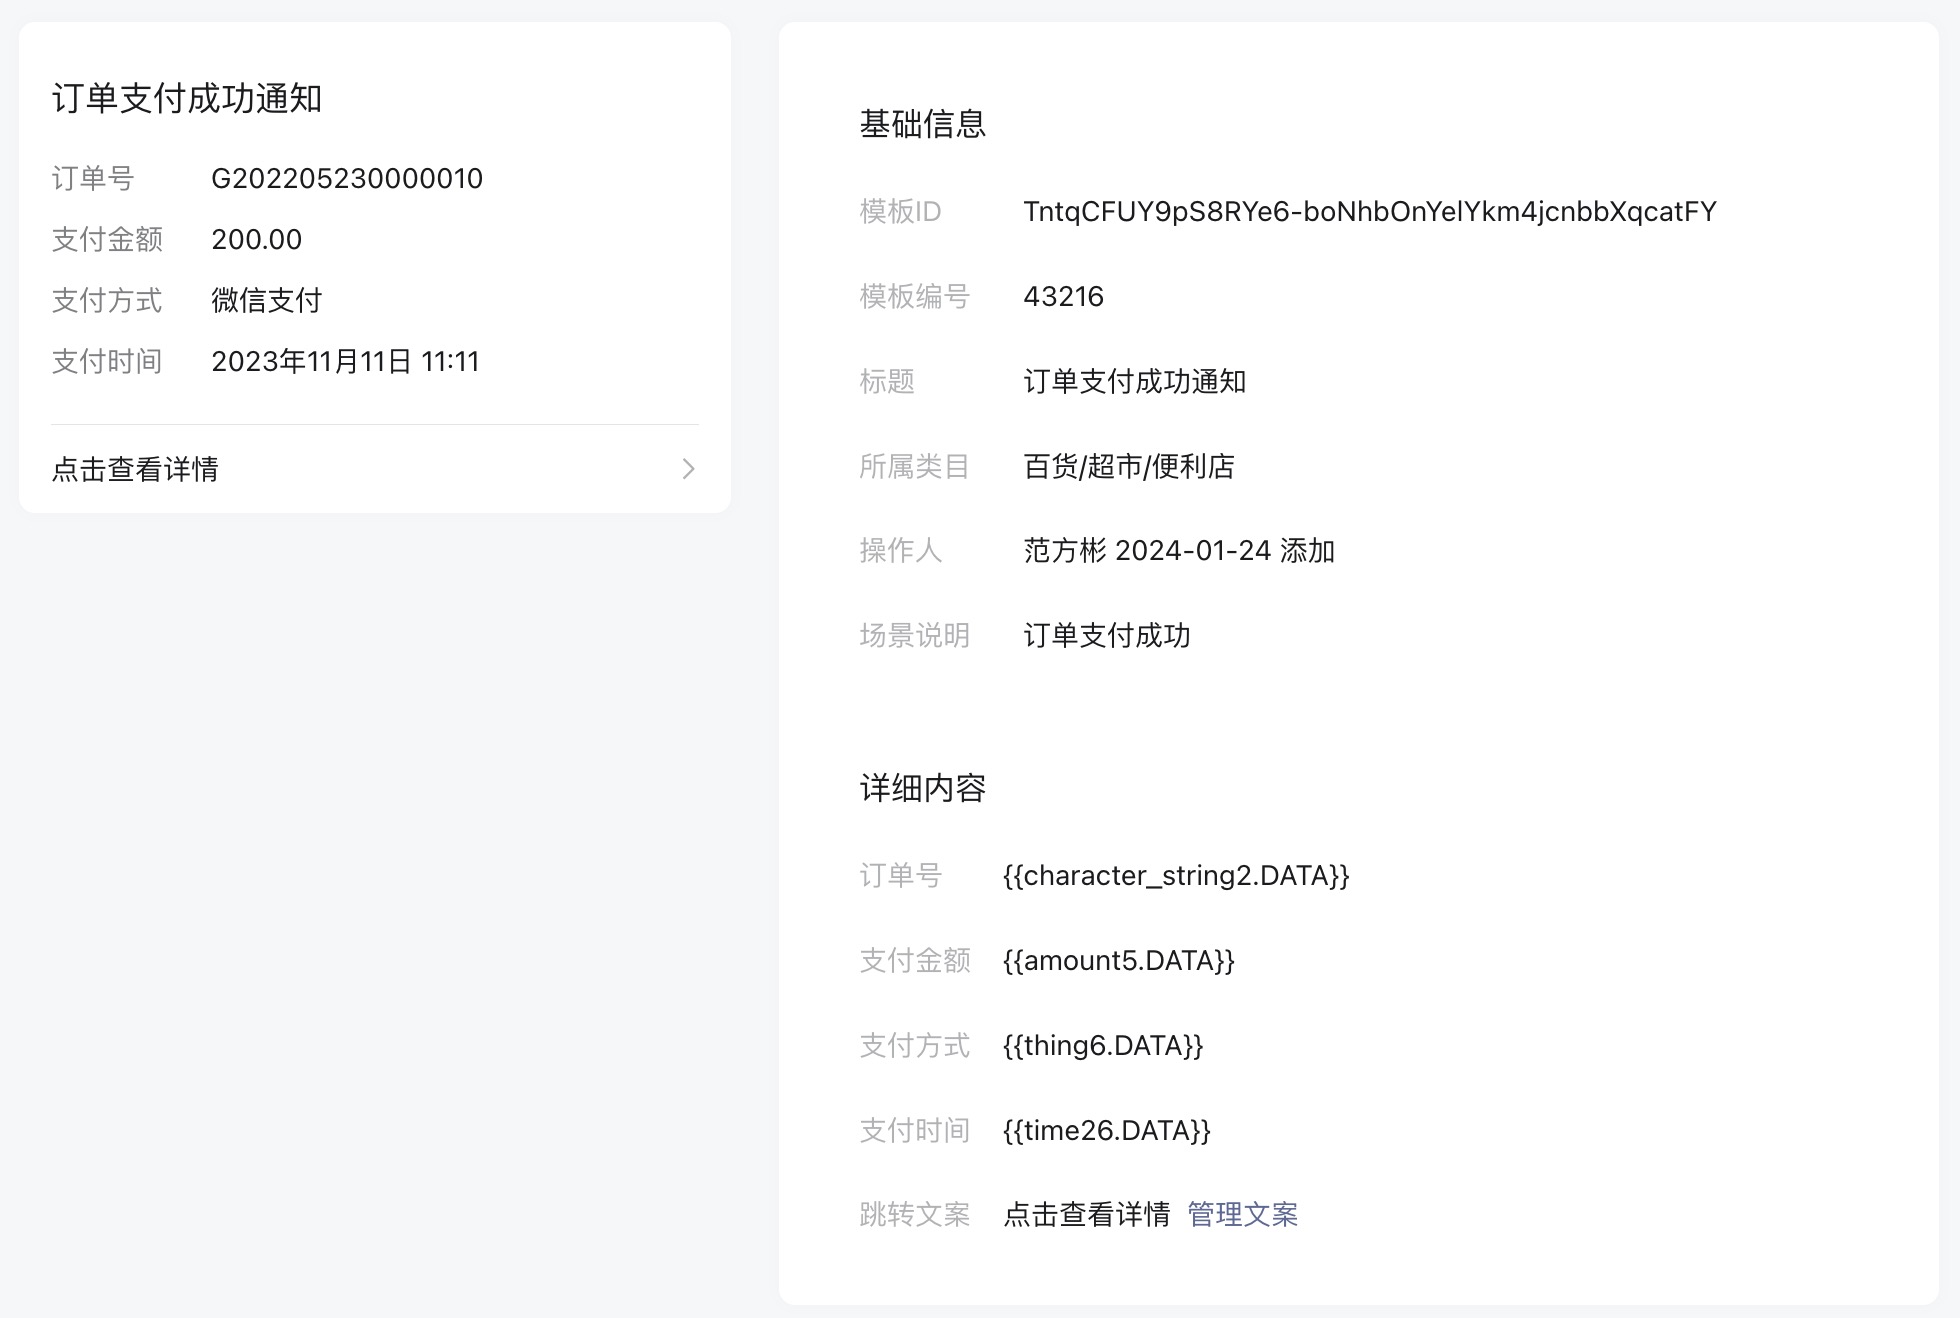 订单支付成功通知
订单号 G202205230000010
支付金额 200.00
支付方式 微信支付
支付时间 2023年11月11日 11:11
点击查看详情
基础信息
模板ID TntqCFUY9pS8RYe6-boNhbOnYelYkm4jcnbbXqcatFY
模板编号 43216
标题 订单支付成功通知
所属类目 百货/超市/便利店
操作人 范方彬 2024-01-24 添加
场景说明 订单支付成功
详细内容
订单号 {{character_string2.DATA}}
支付金额 {{amount5.DATA}}
支付方式 {{thing6.DATA}}
支付时间 {{time26.DATA}}
跳转文案 点击查看详情 管理文案